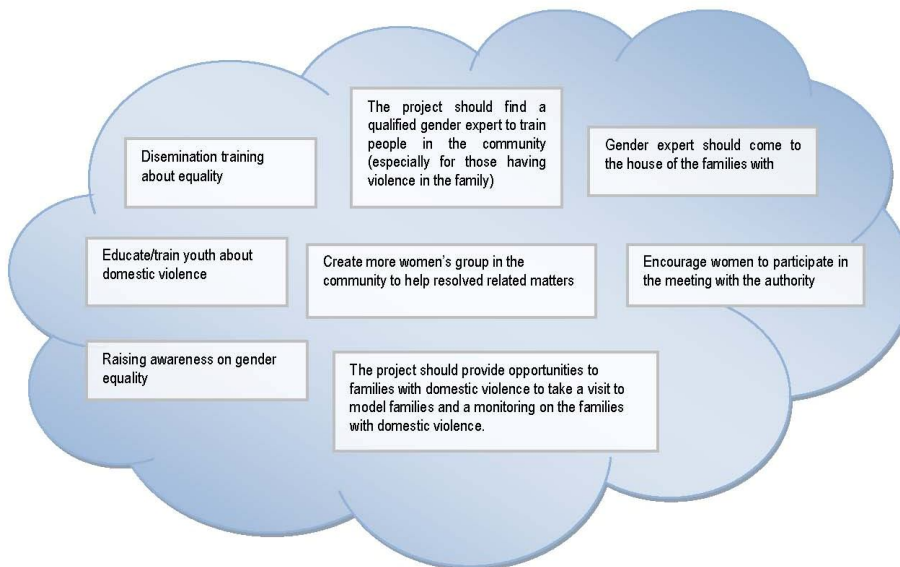 The project should find a
qualified gender expert to train
people in the community
(especially for those having
violence in the family)
Disemination training
about equality
Gender expert should come to
the house of the families with
Educate/train youth about
domestic violence
Create more women's group in the
community to help resolved related matters
Encourage women to participate in
the meeting with the authority
Raising awareness on gender
equality
The project should provide opportunities to
families with domestic violence to take a visit to
model families and a monitoring on the families
with domestic violence.